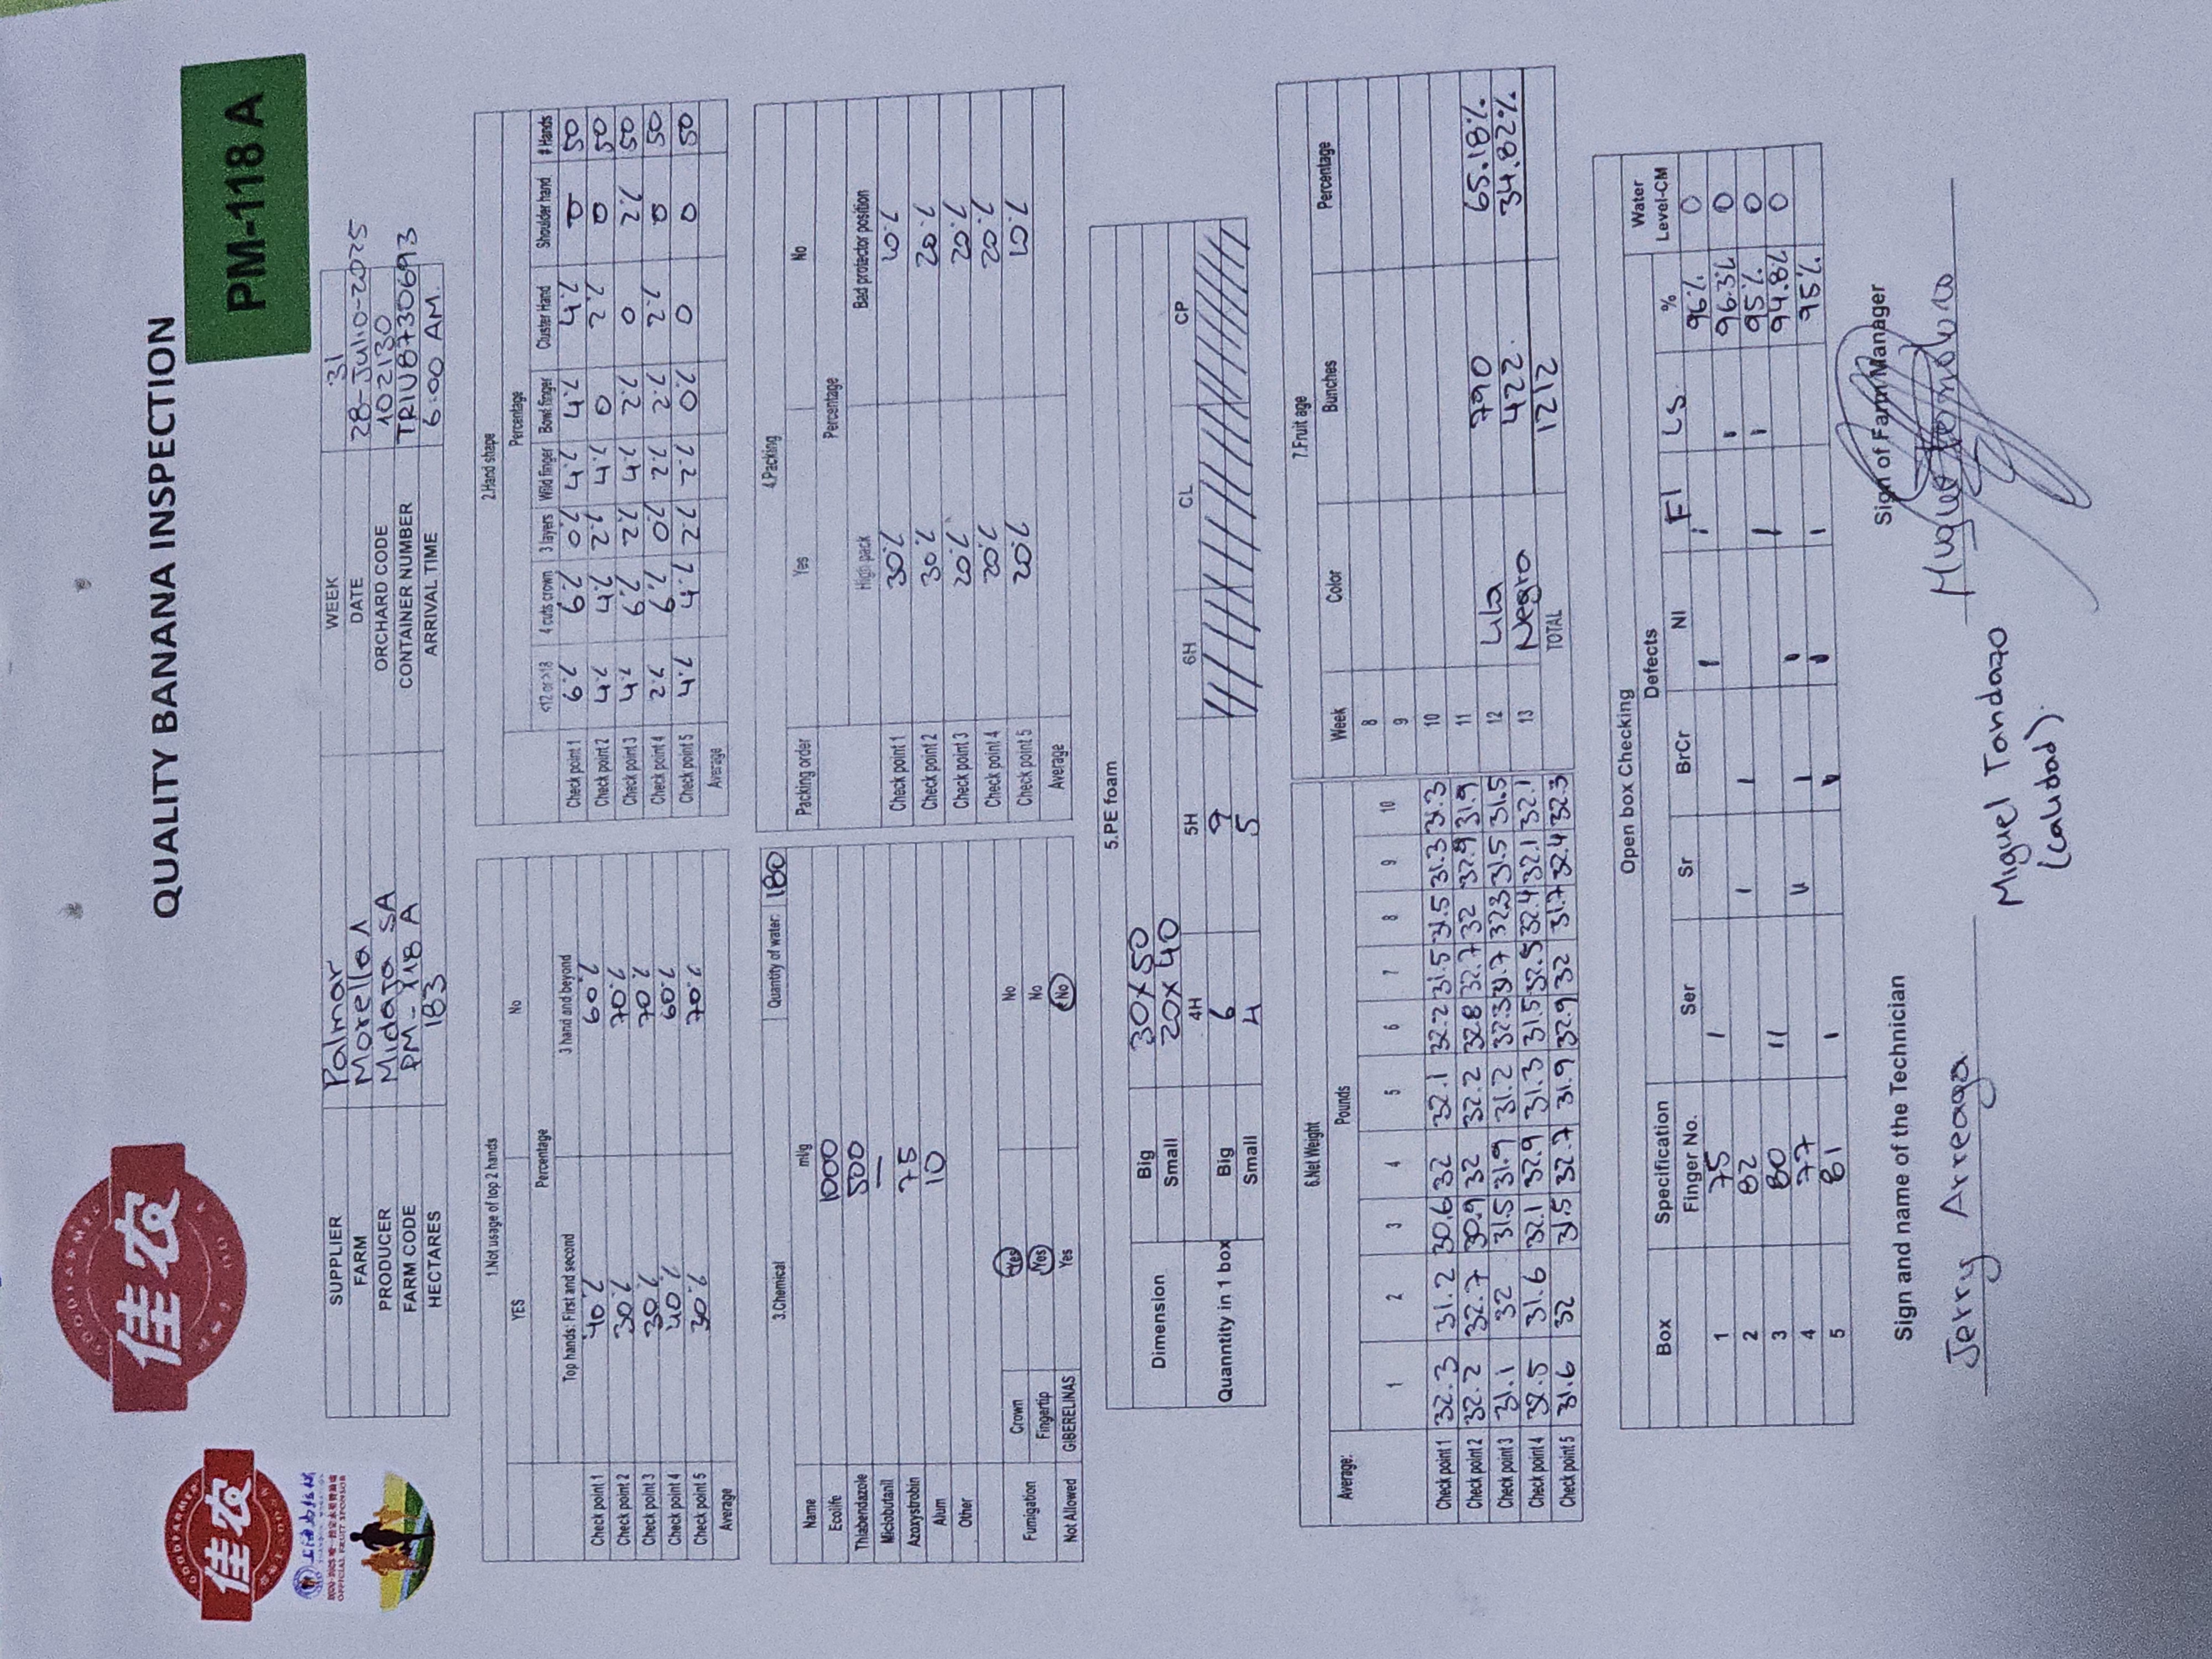 QUALITY BANANA INSPECTION
PM-118 A
佳农
佳农
GOODFARMER
OFFICIAL FRUIT SPONSOR
SUPPLIER Palmar WEEK 31
FARM Morella 1 DATE 28-Julio-2025
PRODUCER Midajo SA ORCHARD CODE 102130
FARM CODE PM-118 A CONTAINER NUMBER TRIU8730693
HECTARES 183 ARRIVAL TIME 6:00 AM.
1.Not usage of top 2 hands
YES No
Percentage
Top hands: First and second 3 hand and beyond
Check point 1 40% 60%
Check point 2 30% 70%
Check point 3 30% 70%
Check point 4 40% 60%
Check point 5 30% 70%
Average
2.Hand shape
Percentage
<12 or >18 4 cuts crown 3 layers Wild finger Bowl finger Cluster Hand Shoulder hand # Hands
Check point 1 6% 6% 0% 4% 4% 4% 0 50
Check point 2 4% 4% 2% 4% 0 2% 0 50
Check point 3 4% 6% 2% 4% 2% 0 2% 50
Check point 4 2% 6% 0% 2% 2% 2% 0 50
Check point 5 4% 4% 2% 2% 0% 0 0 50
Average
3.Chemical Quantity of water: 180
Name ml/g
Ecolife 1000
Thiabendazole 500
Miclobutanil —
Azoxystrobin 75
Alum 10
Other
Fumigation Crown Yes No
Fingertip Yes No
Not Allowed GIBERELINAS Yes No
4.Packing
Packing order Yes No
Percentage
High pack Bad protector position
Check point 1 30%
Check point 2 30% 20%
Check point 3 20% 20%
Check point 4 20% 20%
Check point 5 20%
Average
5.PE foam
Dimension Big 30x50
Small 20x40
4H 5H 6H CL CP
Quanntity in 1 box Big 6 9
Small 4 5
6.Net Weight
Average: Pounds
1 2 3 4 5 6 7 8 9 10
Check point 1 32.3 31.2 30.6 32 32.1 32.2 31.5 31.5 31.3 31.3
Check point 2 32.2 32.7 30.9 32 32.2 32.8 32.7 32 32.9 31.9
Check point 3 31.1 32 31.5 31.9 31.2 32.3 31.7 32.3 31.5 31.5
Check point 4 32.5 31.6 32.1 32.9 31.3 31.5 32.5 32.4 32.1 32.1
Check point 5 31.6 32 31.5 32.7 31.9 32.9 32 31.7 32.4 32.3
7.Fruit age
Week Color Bunches Percentage
8
9
10
11
12 Lila 790 65.18%
13 Negro 422 34.82%
TOTAL 1212
Open box Checking
Box Specification Defects Water
Finger No. Ser Sr BrCr NI FI LS. % Level-CM
1 75 I I I 96% 0
2 82 I I I 96.3% 0
3 80 II I I 95% 0
4 77 II I I 94.8% 0
5 81 I I I I 95%
Sign and name of the Technician Sign of Farm Manager
Jerry Arreaga
Miguel Tandazo
Miguel Tandazo
(calidad).